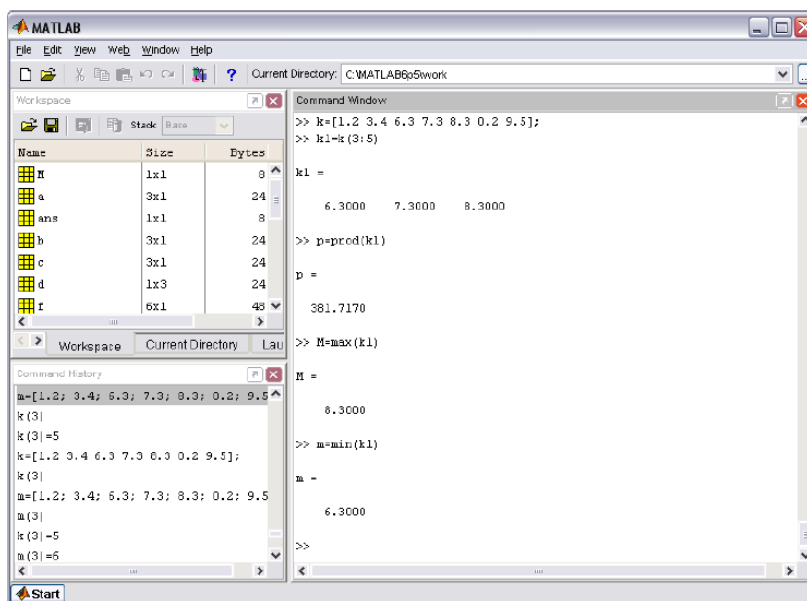 MATLAB
File Edit View Web Window Help
? Current Directory: C:\MATLAB6p5\work
Workspace
Stack: Base
Name Size Bytes
M 1x1 8
a 3x1 24
ans 1x1 8
b 3x1 24
c 3x1 24
d 1x3 24
f 6x1 48
Workspace Current Directory Lau
Command History
m=[1.2; 3.4; 6.3; 7.3; 8.3; 0.2; 9.5
k(3)
k(3)=5
k=[1.2 3.4 6.3 7.3 8.3 0.2 9.5];
k(3)
m=[1.2; 3.4; 6.3; 7.3; 8.3; 0.2; 9.5
m(3)
k(3)=5
m(3)=6
Command Window
>> k=[1.2 3.4 6.3 7.3 8.3 0.2 9.5];
>> k1=k(3:5)
k1 =
6.3000 7.3000 8.3000
>> p=prod(k1)
p =
381.7170
>> M=max(k1)
M =
8.3000
>> m=min(k1)
m =
6.3000
>>
Start